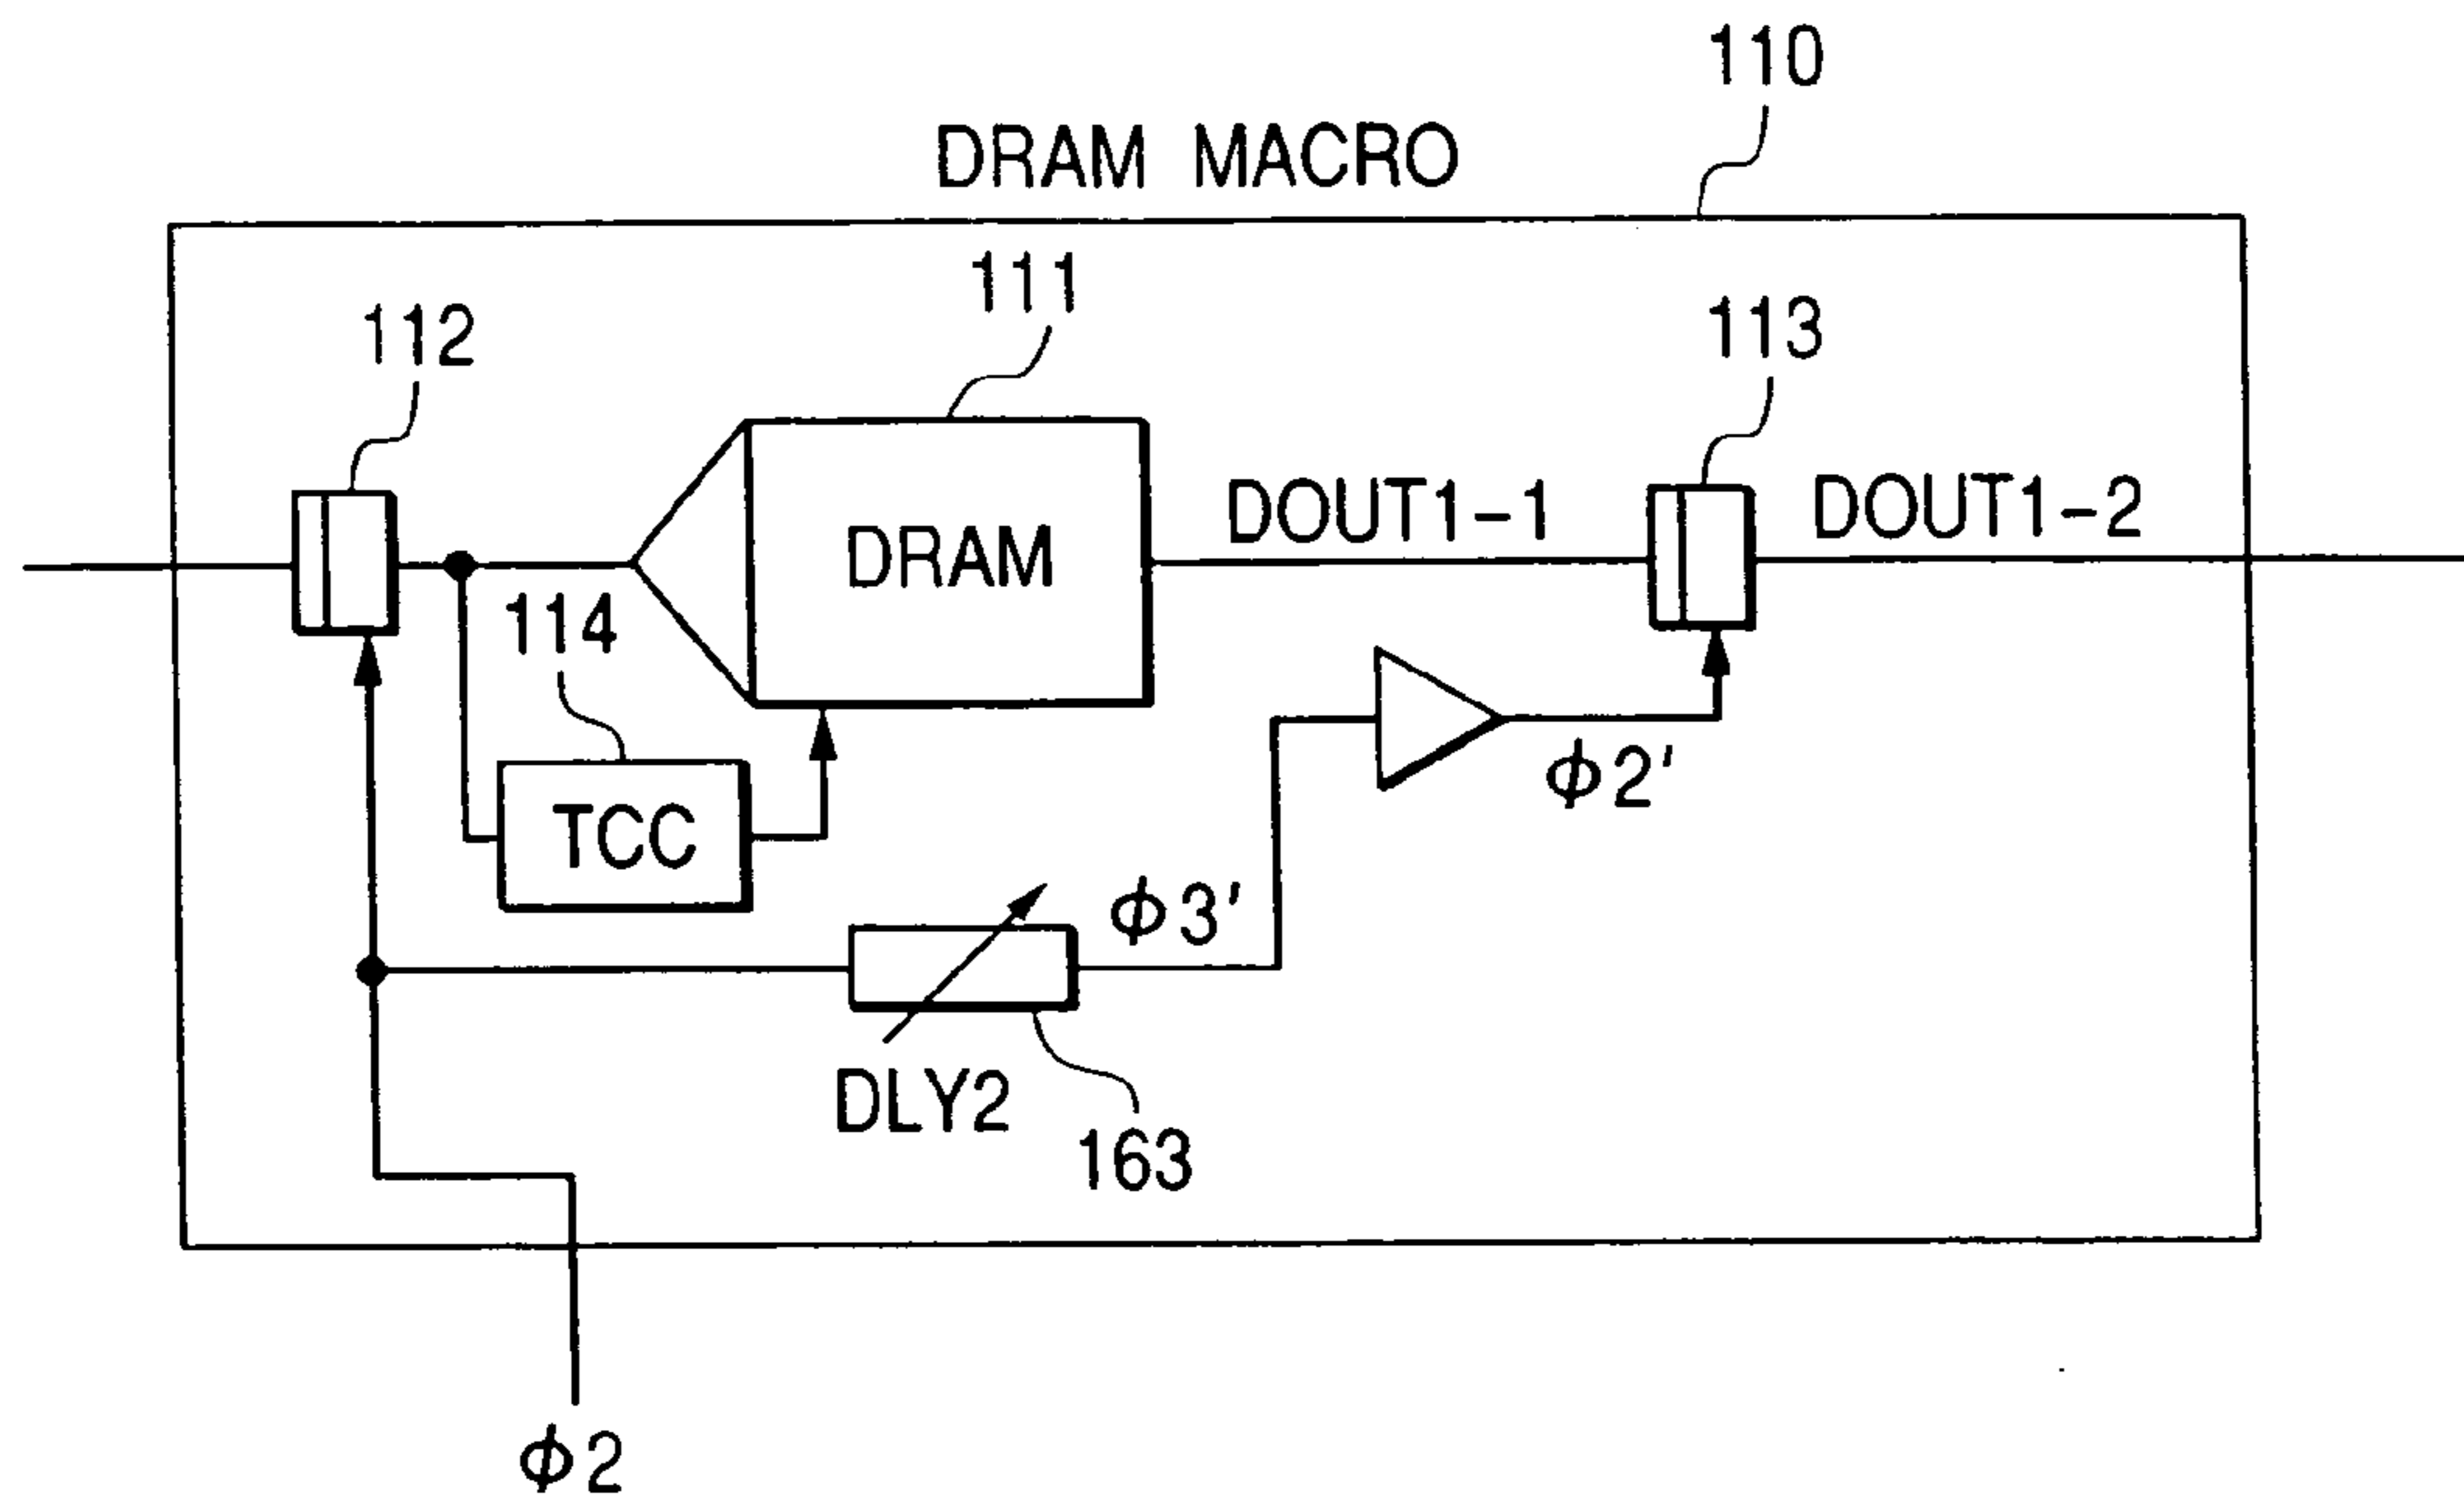 110
DRAM MACRO
111
112
113
DOUT1-1
DOUT1-2
DRAM
114
ϕ2'
TCC
ϕ3'
DLY2
163
ϕ2